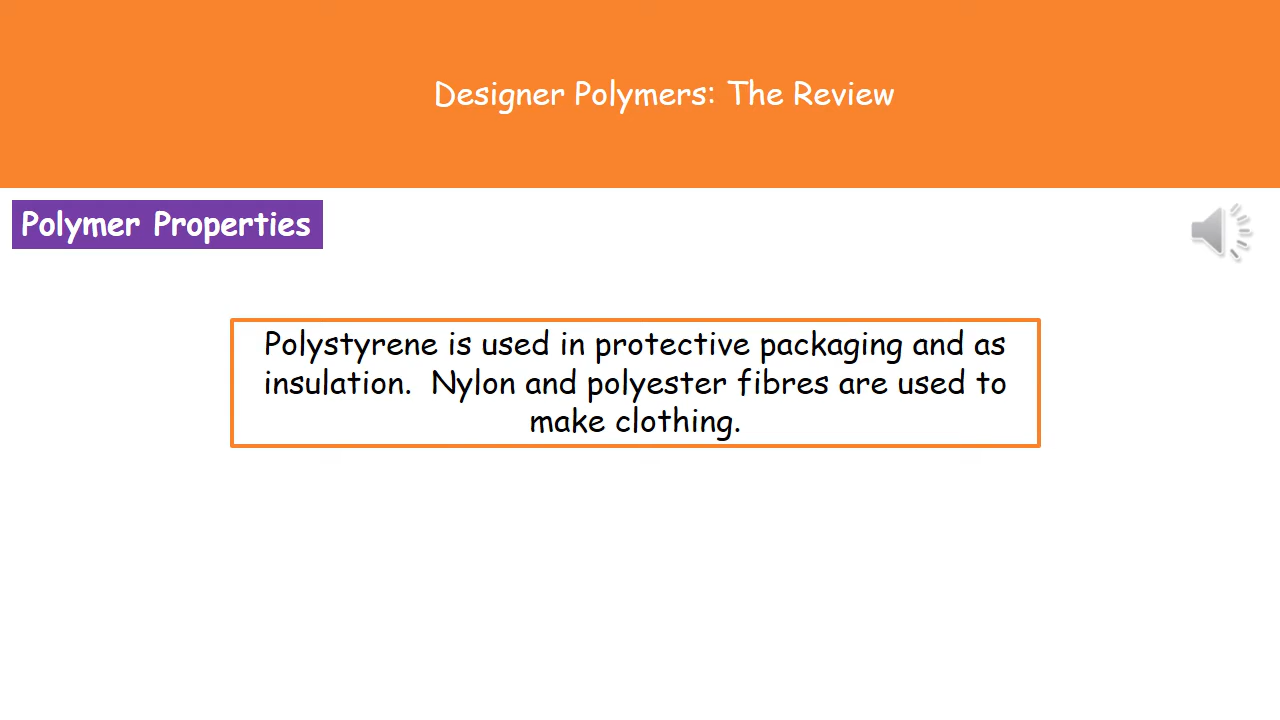 Designer Polymers: The Review
Polymer Properties
Polystyrene is used in protective packaging and as
insulation.  Nylon and polyester fibres are used to
make clothing.